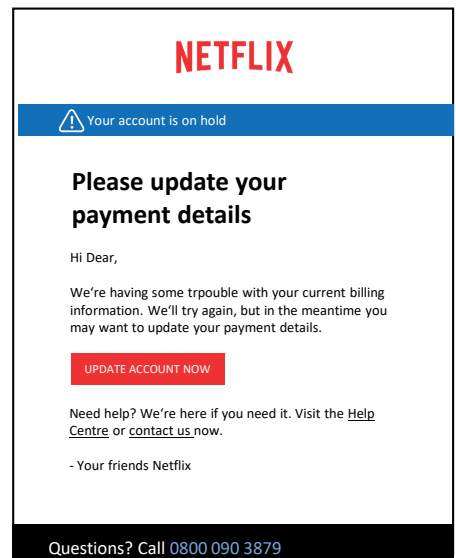 NETFLIX
Your account is on hold
Please update your
payment details
Hi Dear,
We‘re having some trpouble with your current billing
information. We‘ll try again, but in the meantime you
may want to update your payment details.
UPDATE ACCOUNT NOW
Need help? We‘re here if you need it. Visit the Help
Centre or contact us now.
- Your friends Netflix
Questions? Call 0800 090 3879